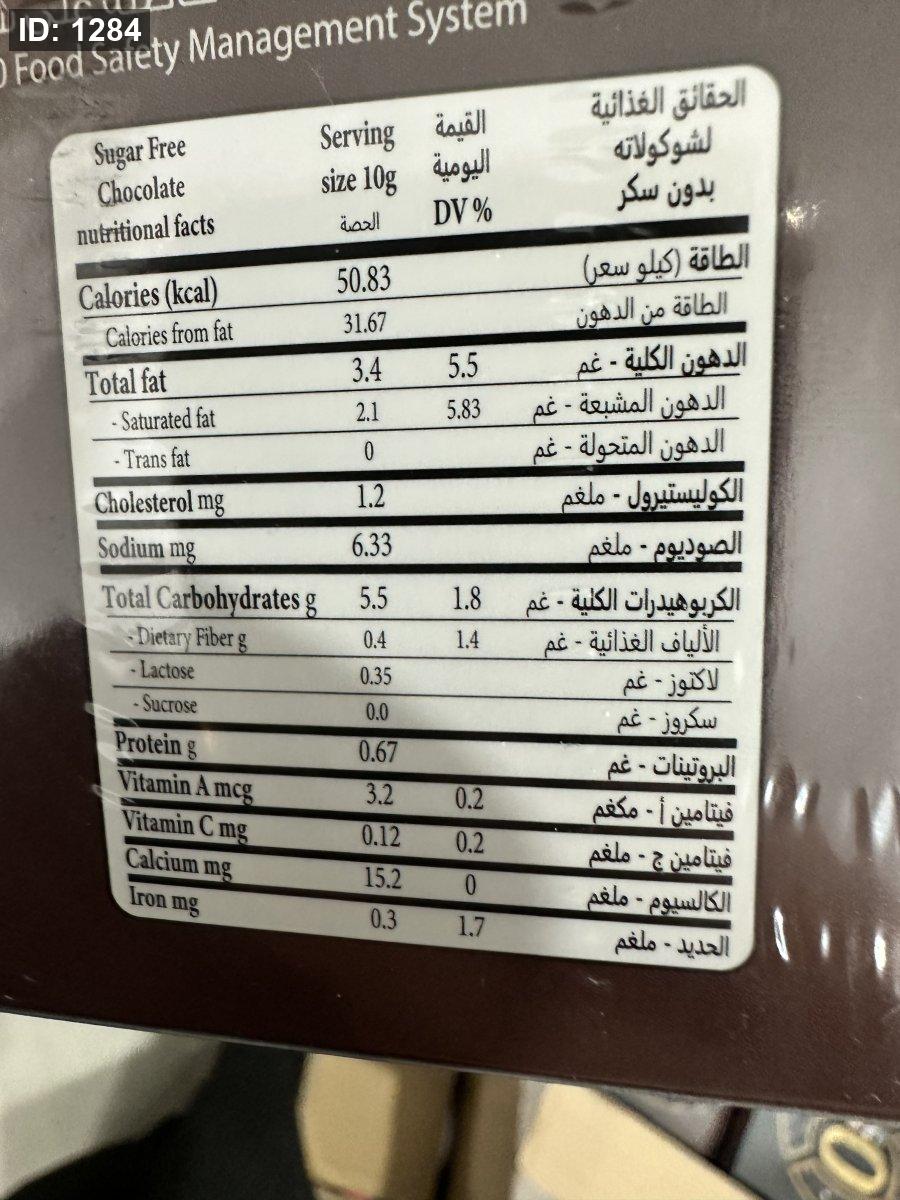 ID: 1284
Food Safety Management System
Sugar Free
Chocolate
nutritional facts
Serving
size 10g
الحصة
القيمة
اليومية
DV %
الحقائق الغذائية
لشوكولاته
بدون سكر
Calories (kcal) 50.83 الطاقة (كيلو سعر)
Calories from fat 31.67 الطاقة من الدهون
Total fat 3.4 5.5 الدهون الكلية - غم
- Saturated fat 2.1 5.83 الدهون المشبعة - غم
- Trans fat 0 الدهون المتحولة - غم
Cholesterol mg 1.2 الكوليستيرول - ملغم
Sodium mg 6.33 الصوديوم - ملغم
Total Carbohydrates g 5.5 1.8 الكربوهيدرات الكلية - غم
- Dietary Fiber g 0.4 1.4 الألياف الغذائية - غم
- Lactose 0.35 لاكتوز - غم
- Sucrose 0.0 سكروز - غم
Protein g 0.67 البروتينات - غم
Vitamin A mcg 3.2 0.2 فيتامين أ - مكغم
Vitamin C mg 0.12 0.2 فيتامين ج - ملغم
Calcium mg 15.2 0 الكالسيوم - ملغم
Iron mg 0.3 1.7 الحديد - ملغم